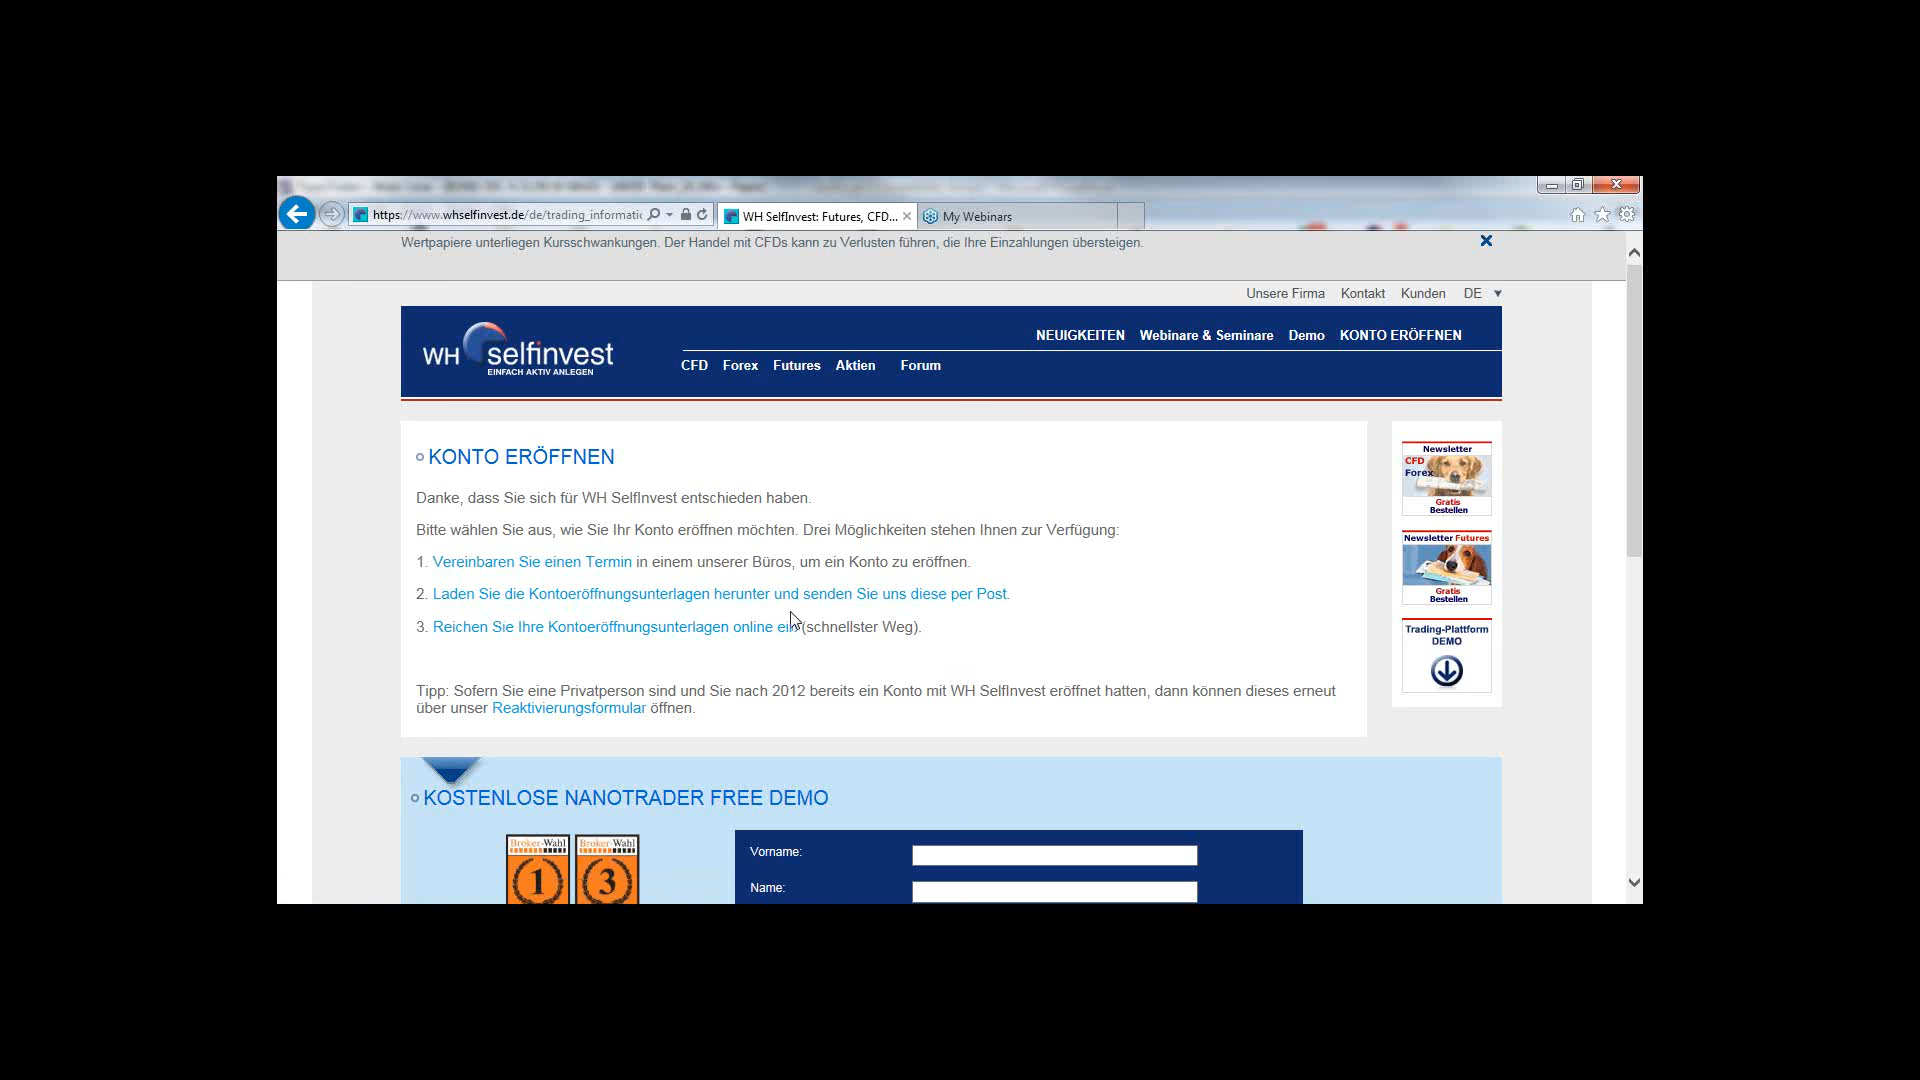 https://www.whselfinvest.de/de/trading_informatic
WH SelfInvest: Futures, CFD...
My Webinars
Wertpapiere unterliegen Kursschwankungen. Der Handel mit CFDs kann zu Verlusten führen, die Ihre Einzahlungen übersteigen.
Unsere Firma Kontakt Kunden DE
WH selfinvest
EINFACH AKTIV ANLEGEN
NEUIGKEITEN Webinare & Seminare Demo KONTO ERÖFFNEN
CFD Forex Futures Aktien Forum
KONTO ERÖFFNEN
Danke, dass Sie sich für WH SelfInvest entschieden haben.
Bitte wählen Sie aus, wie Sie Ihr Konto eröffnen möchten. Drei Möglichkeiten stehen Ihnen zur Verfügung:
1. Vereinbaren Sie einen Termin in einem unserer Büros, um ein Konto zu eröffnen.
2. Laden Sie die Kontoeröffnungsunterlagen herunter und senden Sie uns diese per Post.
3. Reichen Sie Ihre Kontoeröffnungsunterlagen online ein (schnellster Weg).
Tipp: Sofern Sie eine Privatperson sind und Sie nach 2012 bereits ein Konto mit WH SelfInvest eröffnet hatten, dann können dieses erneut
über unser Reaktivierungsformular öffnen.
Newsletter
CFD
Forex
Gratis
Bestellen
Newsletter Futures
Gratis
Bestellen
Trading-Plattform
DEMO
KOSTENLOSE NANOTRADER FREE DEMO
Broker-Wahl
1
Broker-Wahl
3
Vorname:
Name: